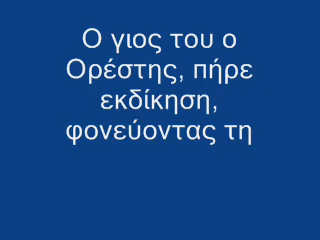 Ο γιος του ο
Ορέστης, πήρε
εκδίκηση,
φονεύοντας τη